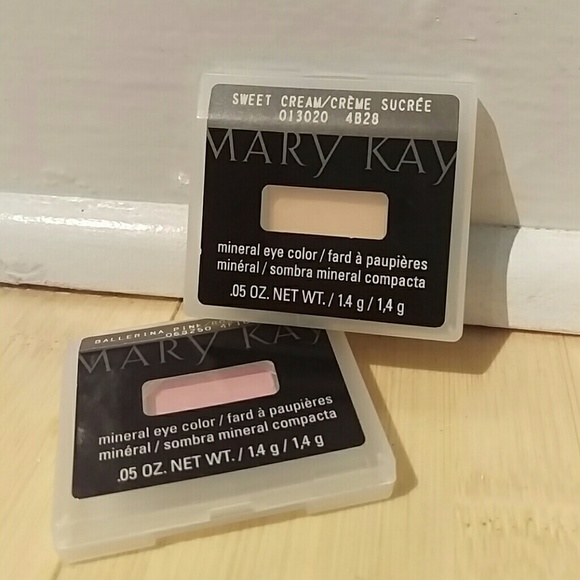 SWEET CREAM/CRÈME SUCRÉE
013020 4B28
MARY KAY
mineral eye color / fard à paupières
minéral / sombra mineral compacta
.05 OZ. NET WT. / 1.4 g / 1,4 g
BALLERINA PINK
MARY KAY
mineral eye color / fard à paupières
minéral / sombra mineral compacta
.05 OZ. NET WT. / 1.4 g / 1,4 g